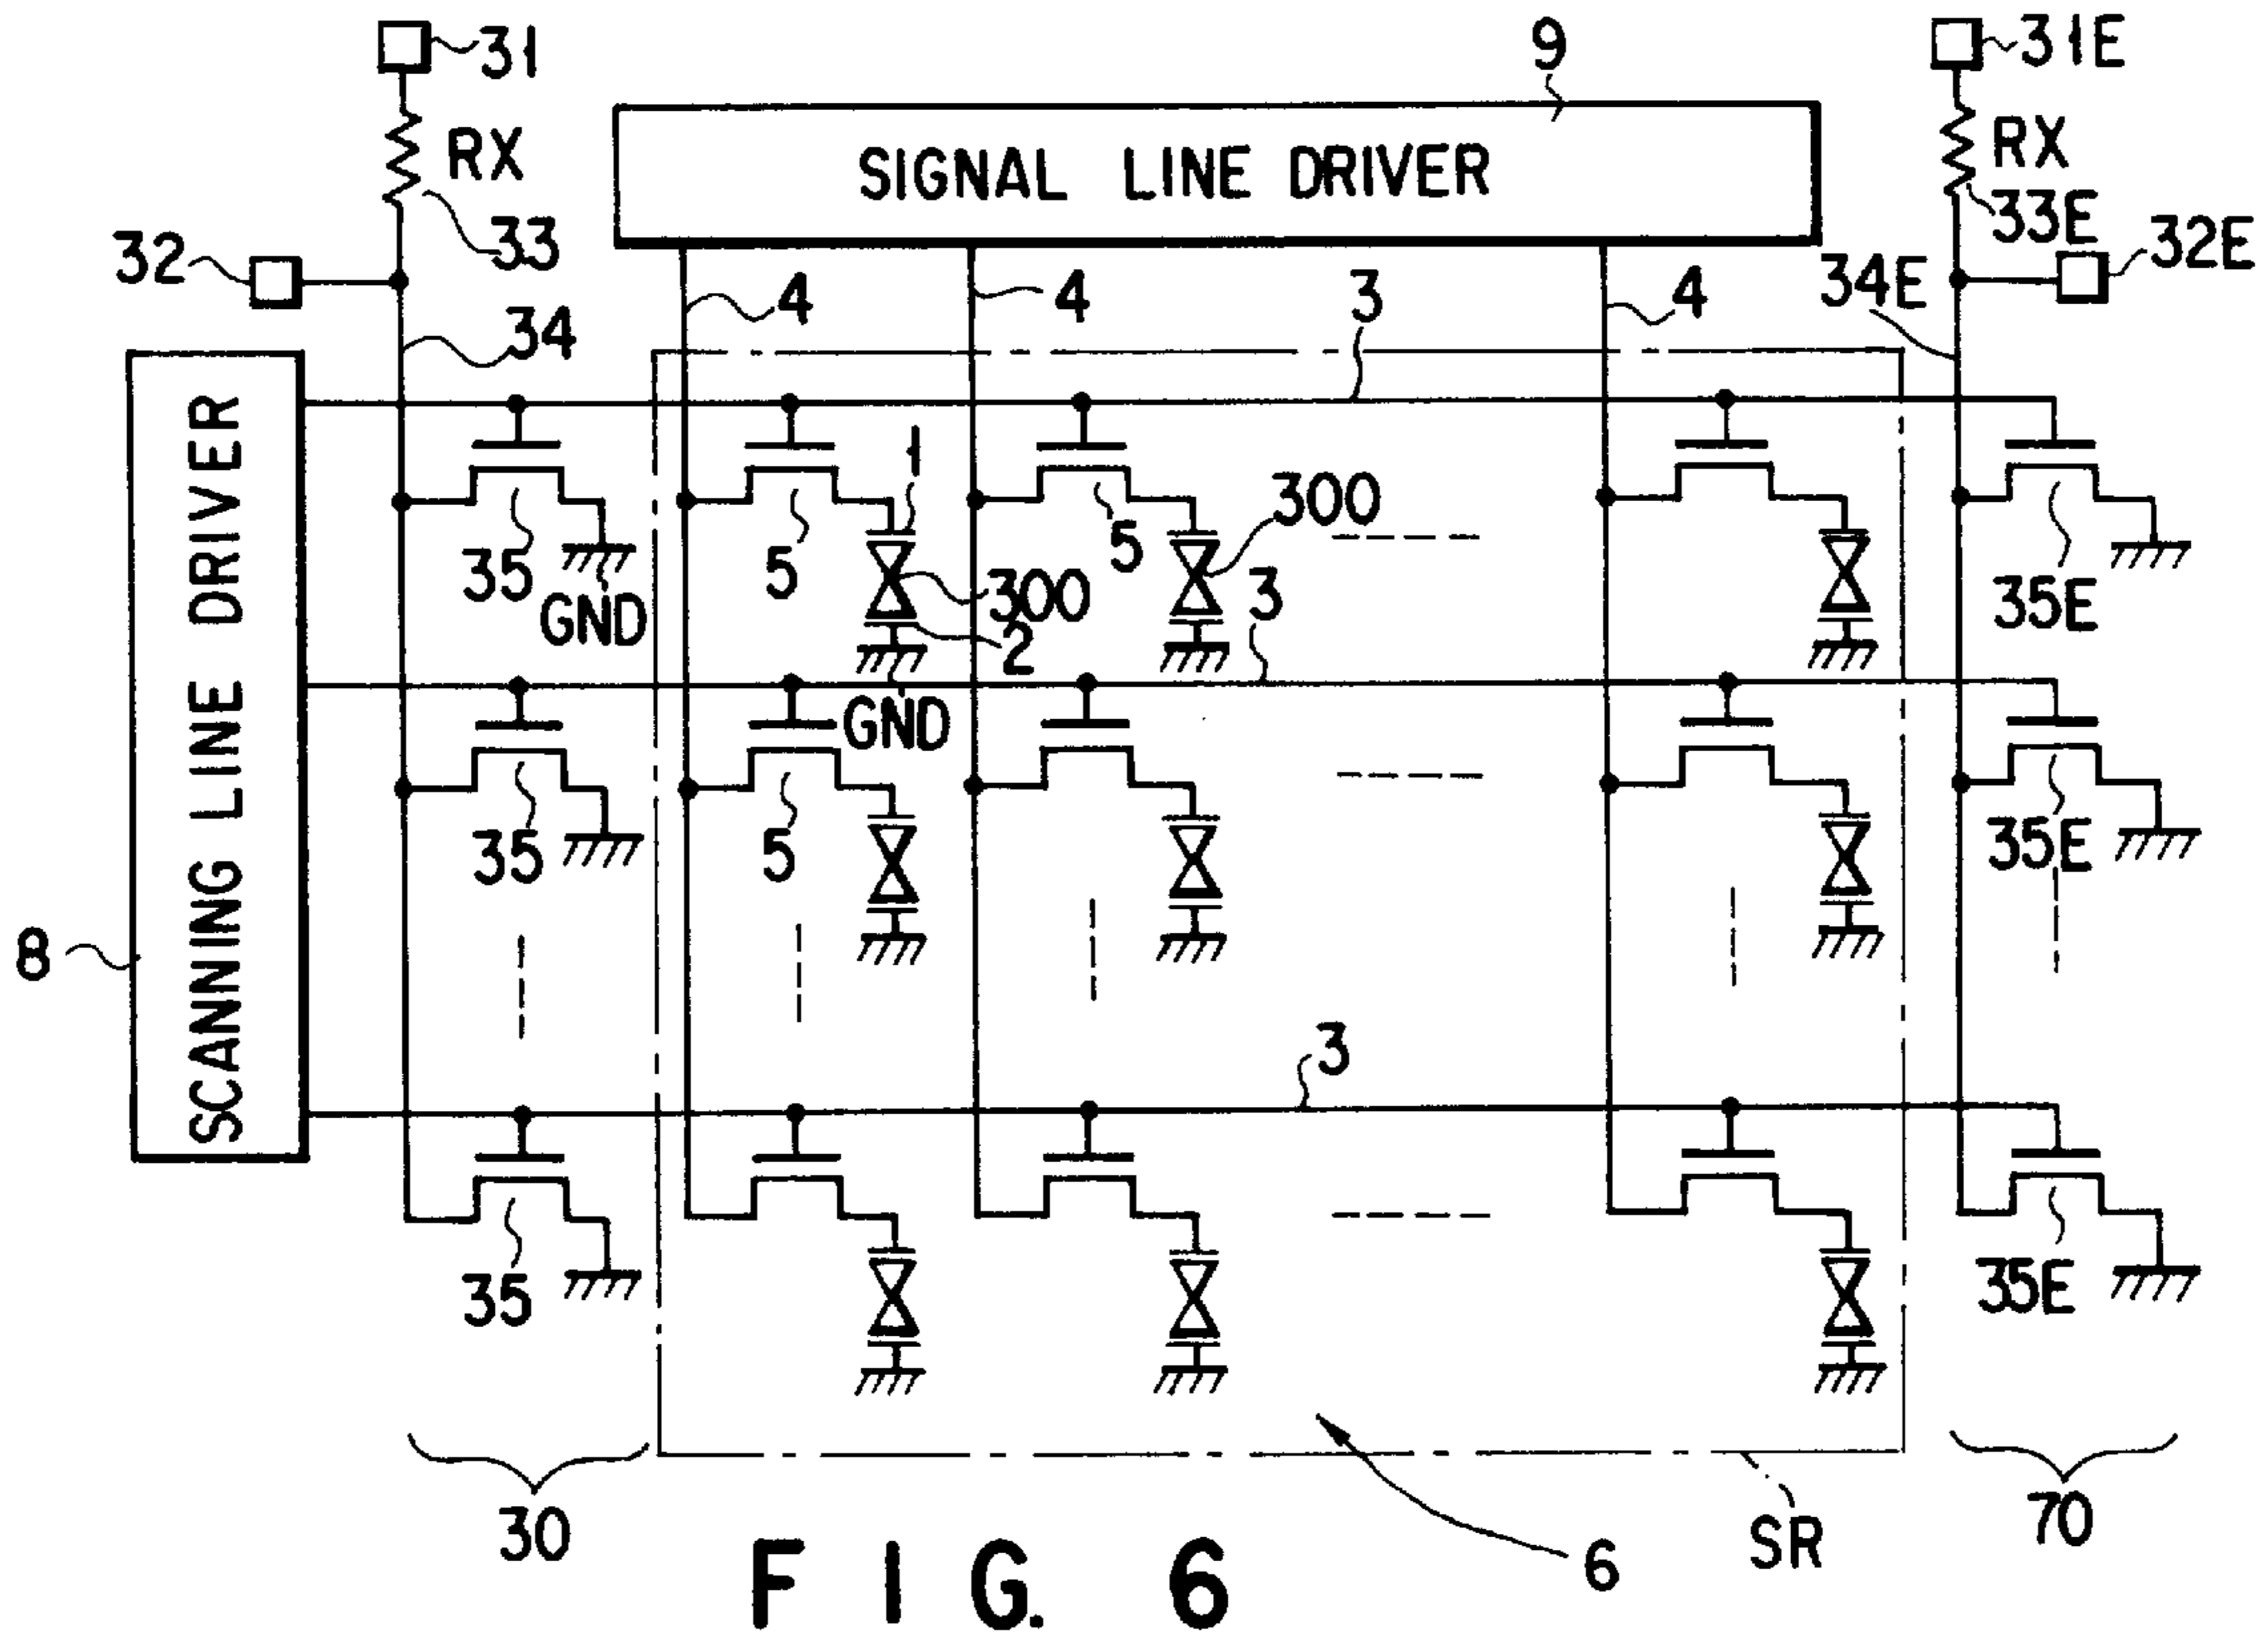 31
9
31E
RX
SIGNAL LINE DRIVER
RX
33
33E
32
32E
4
4
3
4
34E
34
SCANNING LINE DRIVER
1
300
35
5
5
300
3
35E
GND
2
GND
35
5
35E
8
3
35
35E
30
6
SR
70
FIG. 6